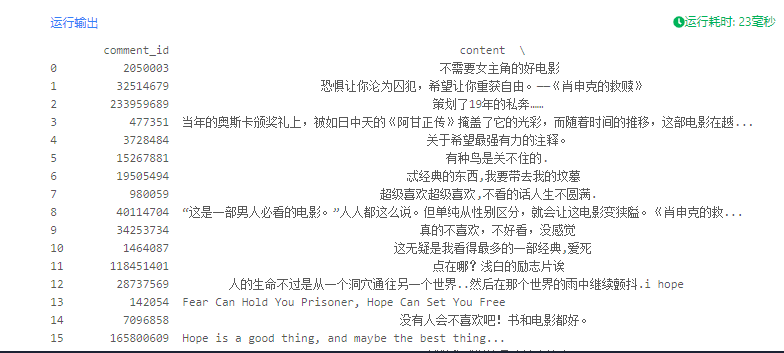 运行输出 运行耗时: 23毫秒
comment_id content \
0 2050003 不需要女主角的好电影
1 32514679 恐惧让你沦为囚犯，希望让你重获自由。——《肖申克的救赎》
2 233959689 策划了19年的私奔……
3 477351 当年的奥斯卡颁奖礼上，被如日中天的《阿甘正传》掩盖了它的光彩，而随着时间的推移，这部电影在越...
4 3728484 关于希望最强有力的注释。
5 15267881 有种鸟是关不住的.
6 19505494 忒经典的东西,我要带去我的坟墓
7 980059 超级喜欢超级喜欢,不看的话人生不圆满.
8 40114704 “这是一部男人必看的电影。”人人都这么说。但单纯从性别区分，就会让这电影变狭隘。《肖申克的救...
9 34253734 真的不喜欢，不好看，没感觉
10 1464087 这无疑是我看得最多的一部经典,爱死
11 118451401 点在哪？浅白的励志片诶
12 28737569 人的生命不过是从一个洞穴通往另一个世界..然后在那个世界的雨中继续颤抖.i hope
13 142054 Fear Can Hold You Prisoner, Hope Can Set You Free
14 7096858 没有人会不喜欢吧！书和电影都好。
15 165800609 Hope is a good thing, and maybe the best thing...